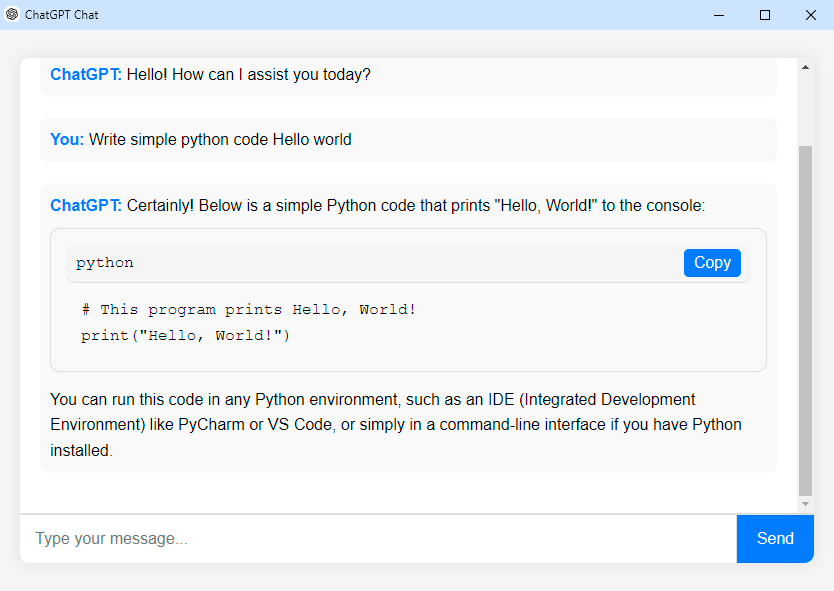 ChatGPT Chat
ChatGPT: Hello! How can I assist you today?
You: Write simple python code Hello world
ChatGPT: Certainly! Below is a simple Python code that prints "Hello, World!" to the console:
python
Copy
# This program prints Hello, World!
print("Hello, World!")
You can run this code in any Python environment, such as an IDE (Integrated Development
Environment) like PyCharm or VS Code, or simply in a command-line interface if you have Python
installed.
Type your message...
Send